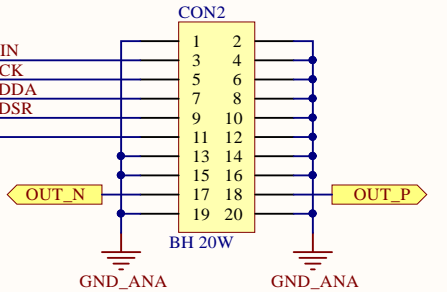 CON2
1 2
IN 3 4
CK 5 6
DDA 7 8
DSR 9 10
11 12
13 14
15 16
OUT_N 17 18 OUT_P
19 20
BH 20W
GND_ANA GND_ANA